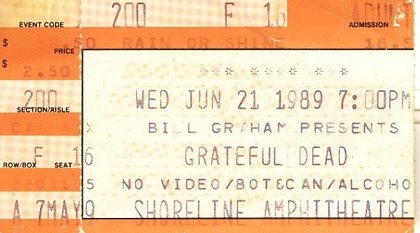 EVENT CODE 200 F 16 ADMISSION
$ PRICE RAIN OR SHINE
$ 2.50
200 WED JUN 21 1989 7:00PM
SECTION/AISLE
BILL GRAHAM PRESENTS
F 16 GRATEFUL DEAD
ROW/BOX SEAT
NO VIDEO/BOT&CAN/ALCOHO
A 7MAY9 SHORELINE AMPHITHEATRE